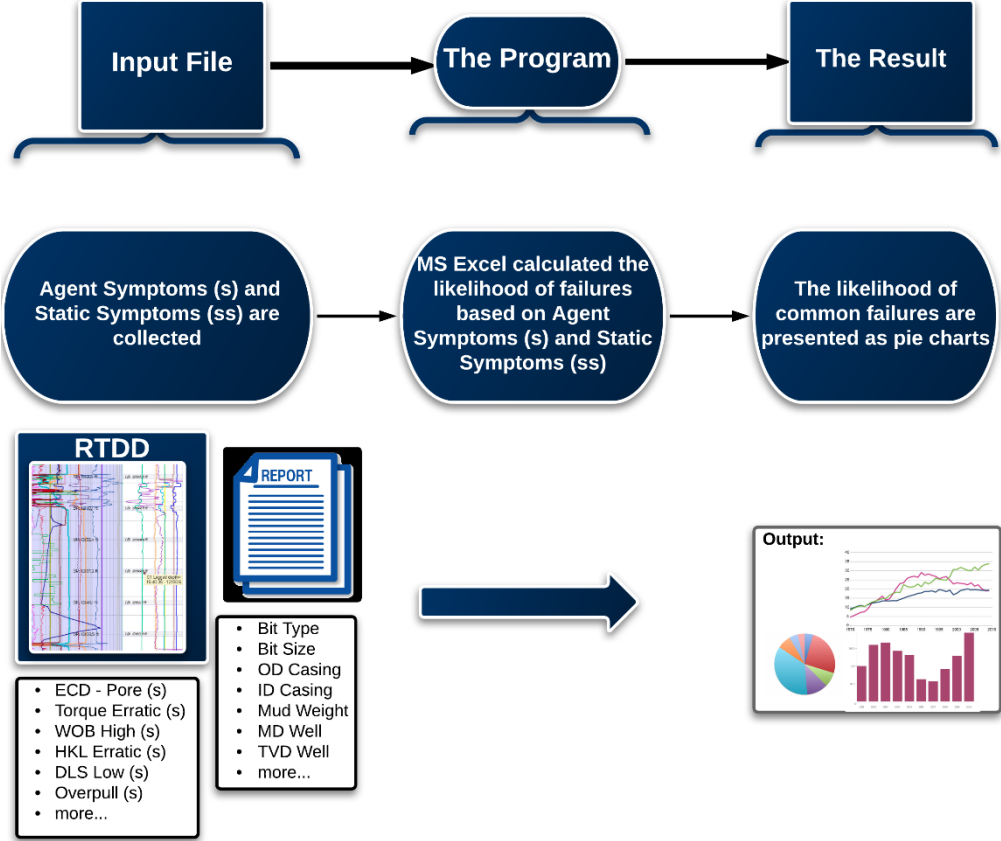 Input File
The Program
The Result
Agent Symptoms (s) and
Static Symptoms (ss) are
collected
MS Excel calculated the
likelihood of failures
based on Agent
Symptoms (s) and Static
Symptoms (ss)
The likelihood of
common failures are
presented as pie charts
RTDD
REPORT
• ECD - Pore (s)
• Torque Erratic (s)
• WOB High (s)
• HKL Erratic (s)
• DLS Low (s)
• Overpull (s)
• more...
• Bit Type
• Bit Size
• OD Casing
• ID Casing
• Mud Weight
• MD Well
• TVD Well
• more...
Output: